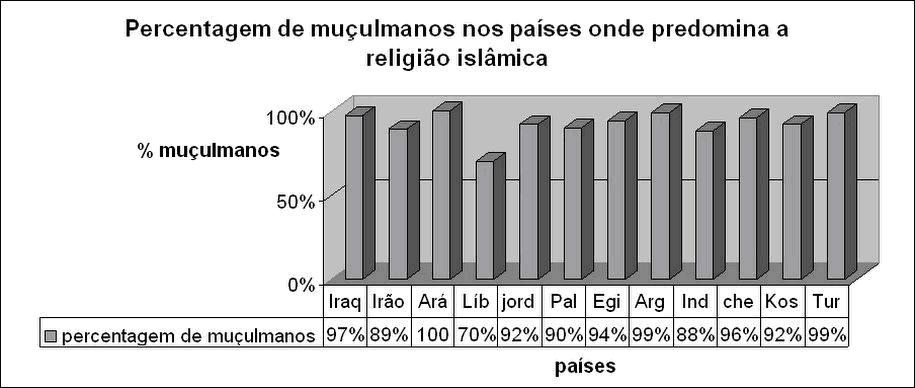 Percentagem de muçulmanos nos países onde predomina a
religião islâmica
100%
% muçulmanos
50%
0%
Iraq Irão Ará Líb jord Pal Egi Arg Ind che Kos Tur
percentagem de muçulmanos 97% 89% 100 70% 92% 90% 94% 99% 88% 96% 92% 99%
países